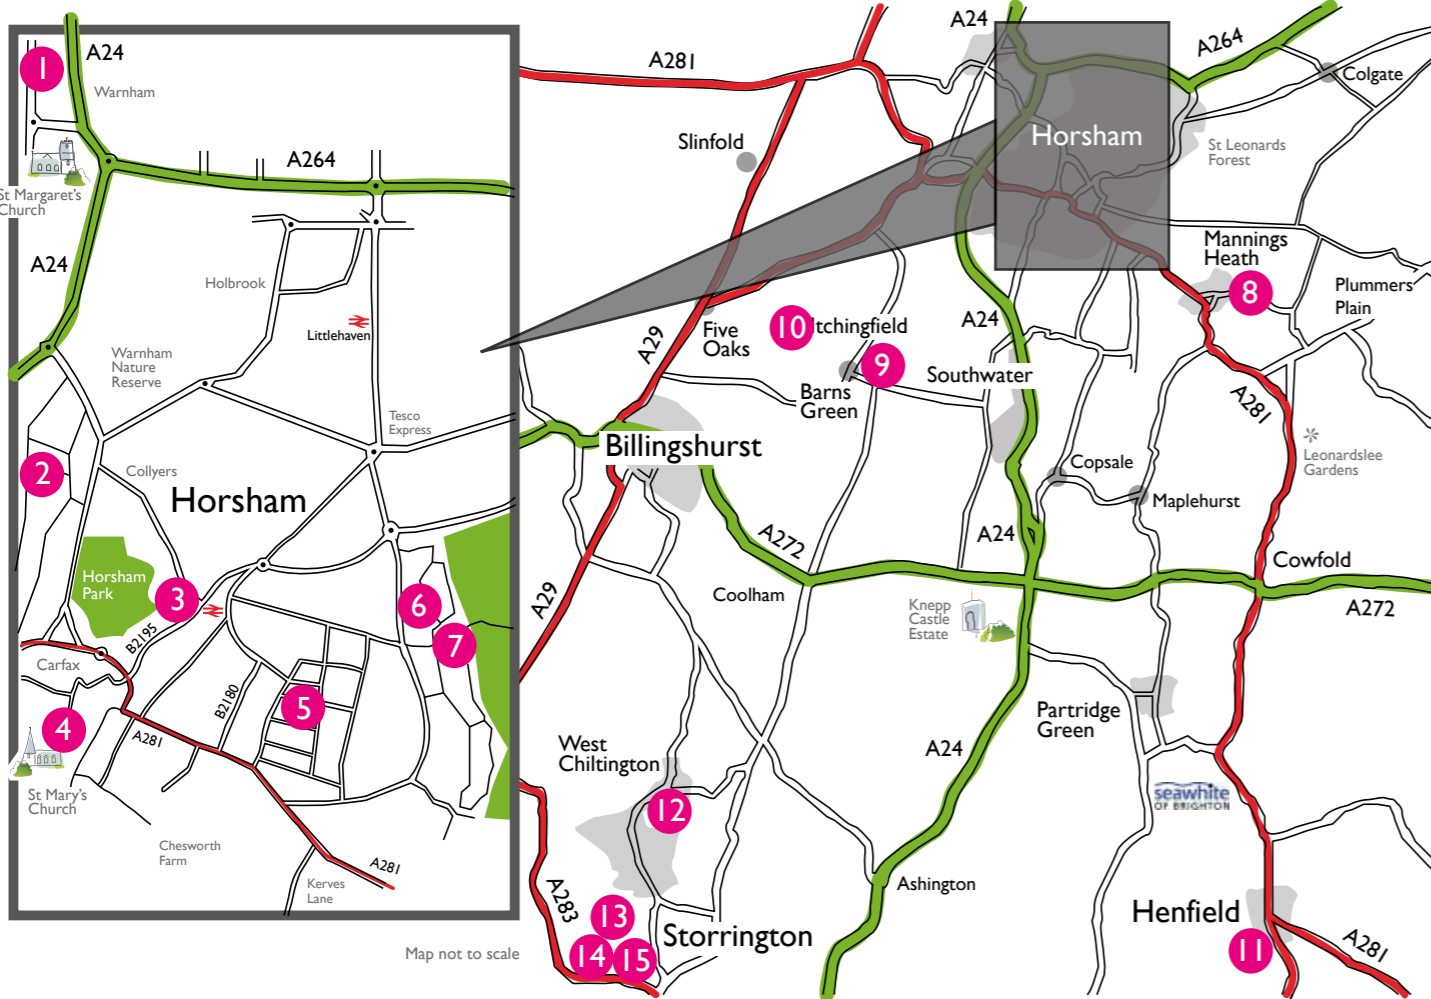 1
A24
Warnham
St Margaret's
Church
A264
A24
Holbrook
Littlehaven
Warnham
Nature
Reserve
Tesco
Express
2
Collyers
Horsham
Horsham
Park
3
6
7
B2195
Carfax
4
5
B2180
A281
St Mary's
Church
Chesworth
Farm
A281
Kerves
Lane
Map not to scale
A24
A281
A264
Colgate
Slinfold
Horsham
St Leonards
Forest
Mannings
Heath
8
Plummers
Plain
A24
10
Itchingfield
Five
Oaks
A29
9
Barns
Green
Southwater
A281
Billingshurst
Leonardslee
Gardens
Copsale
Maplehurst
A272
A24
Cowfold
A29
Coolham
Knepp
Castle
Estate
A272
Partridge
Green
West
Chiltington
A24
seawhite
OF BRIGHTON
12
Ashington
A283
13
14
15
Storrington
Henfield
11
A281